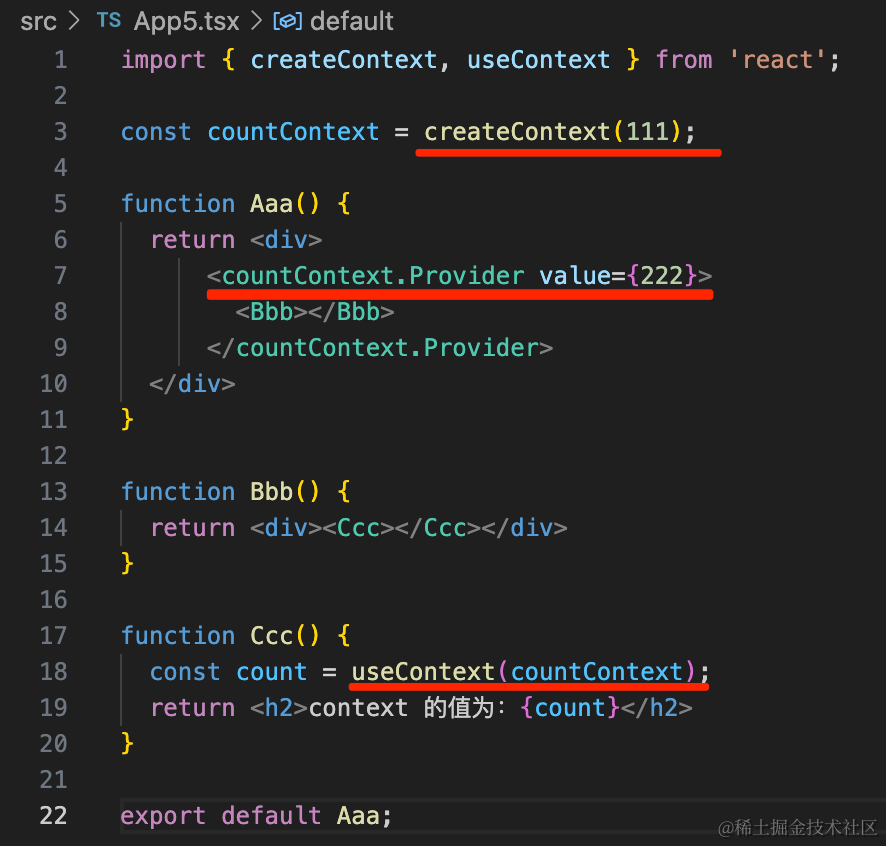 src > TS App5.tsx > default
1 import { createContext, useContext } from 'react';
2
3 const countContext = createContext(111);
4
5 function Aaa() {
6   return <div>
7       <countContext.Provider value={222}>
8         <Bbb></Bbb>
9       </countContext.Provider>
10   </div>
11 }
12
13 function Bbb() {
14   return <div><Ccc></Ccc></div>
15 }
16
17 function Ccc() {
18   const count = useContext(countContext);
19   return <h2>context 的值为：{count}</h2>
20 }
21
22 export default Aaa;
@稀土掘金技术社区